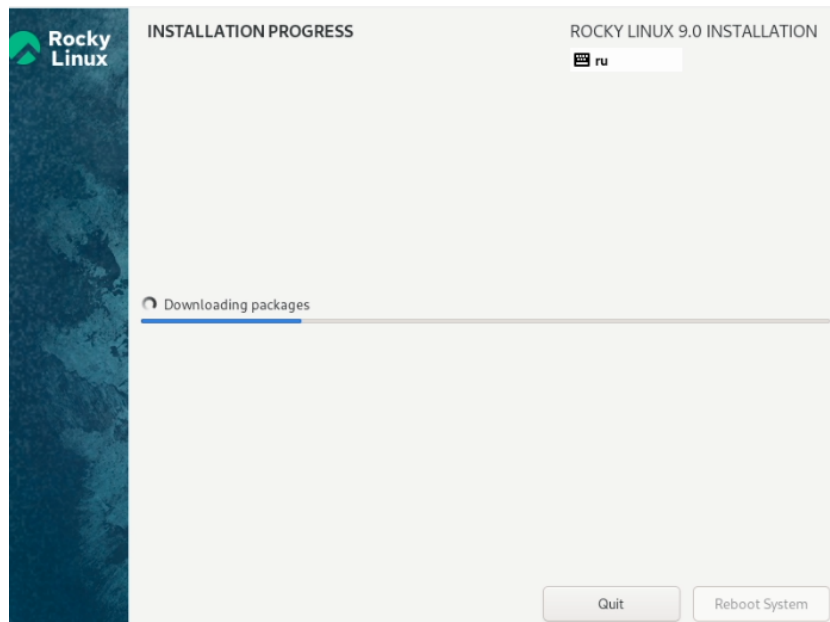 Rocky
Linux
INSTALLATION PROGRESS
ROCKY LINUX 9.0 INSTALLATION
ru
Downloading packages
Quit
Reboot System